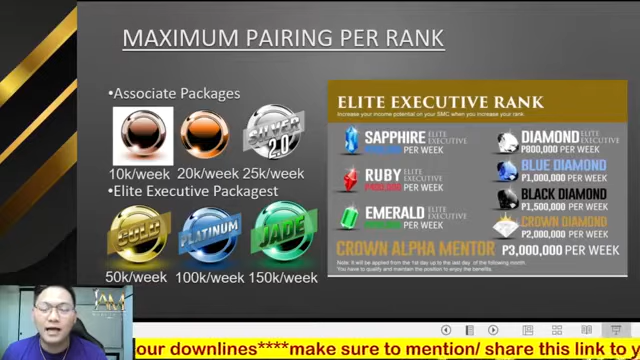 MAXIMUM PAIRING PER RANK
•Associate Packages
SILVER
2.0
10k/week 20k/week 25k/week
•Elite Executive Packagest
GOLD
PLATINUM
JADE
50k/week 100k/week 150k/week
ELITE EXECUTIVE RANK
Increase your income potential on your SMC when you increase your rank.
SAPPHIRE ELITE EXECUTIVE
PER WEEK
RUBY ELITE EXECUTIVE
PER WEEK
EMERALD ELITE EXECUTIVE
PER WEEK
DIAMOND ELITE EXECUTIVE
P800,000 PER WEEK
BLUE DIAMOND
P1,000,000 PER WEEK
BLACK DIAMOND
P1,500,000 PER WEEK
CROWN DIAMOND
P2,000,000 PER WEEK
CROWN ALPHA MENTOR P3,000,000 PER WEEK
Note: It will be applied from the 1st day up to the last day of the following month.
You have to qualify and maintain the position to enjoy the benefits.
our downlines****make sure to mention/ share this link to y